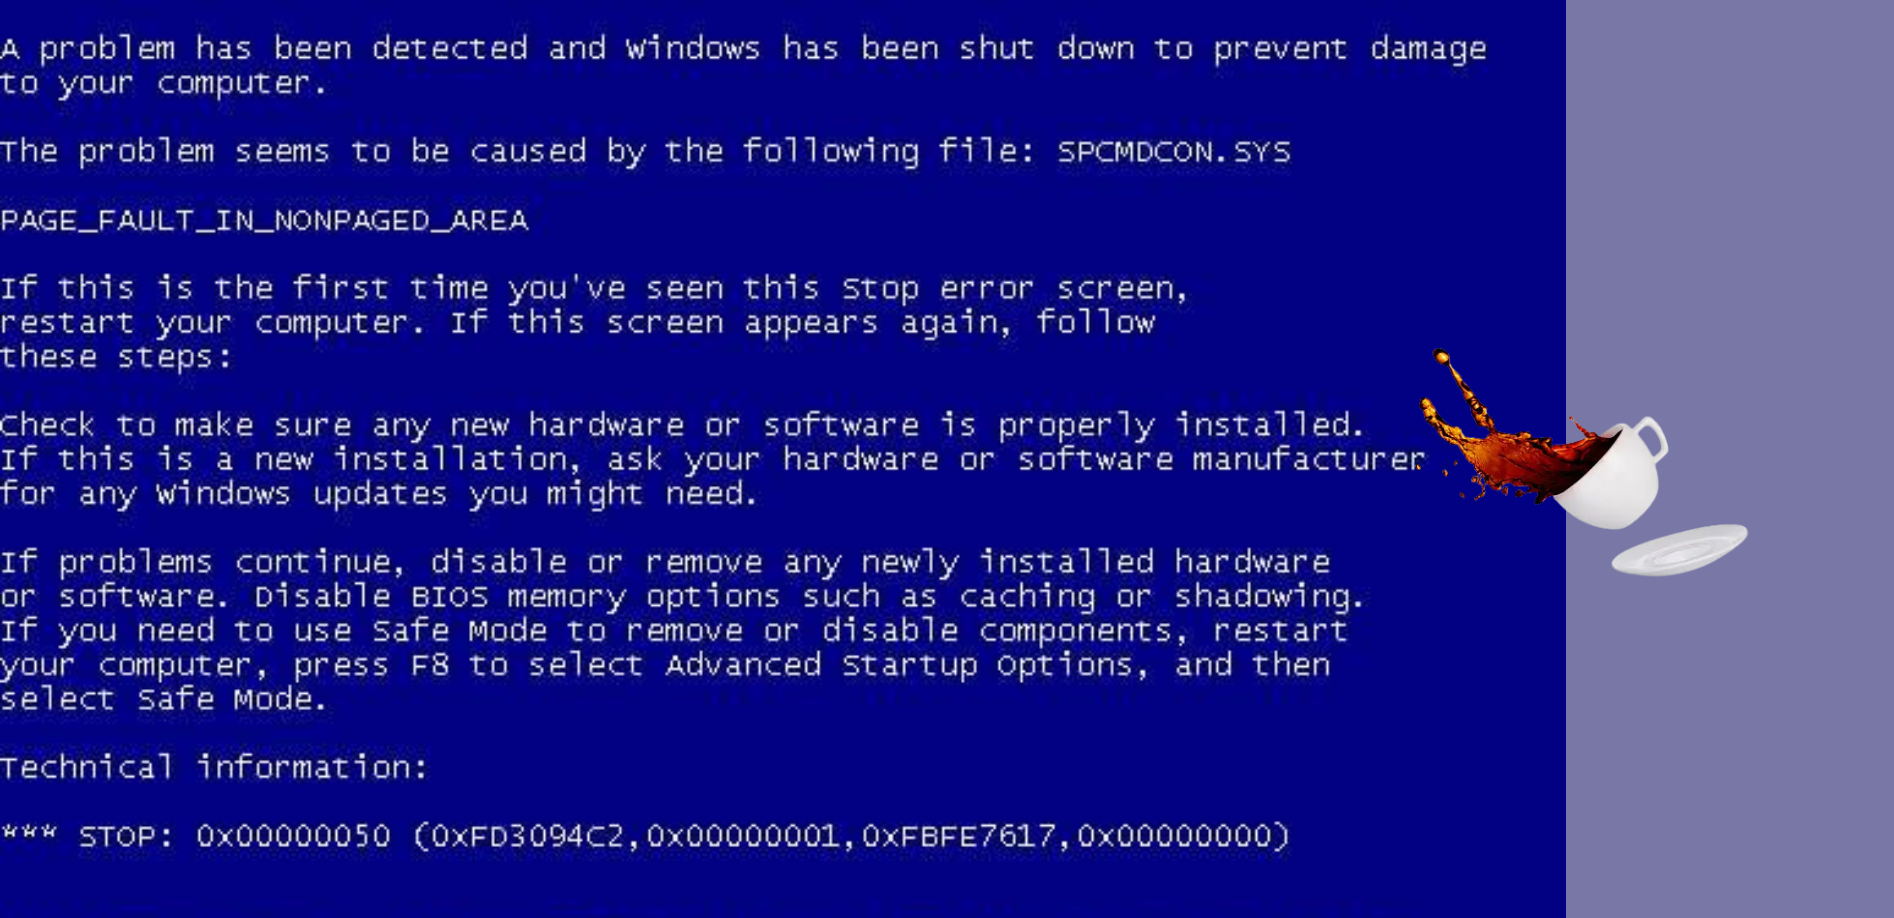 A problem has been detected and Windows has been shut down to prevent damage
to your computer.
The problem seems to be caused by the following file: SPCMDCON.SYS
PAGE_FAULT_IN_NONPAGED_AREA
If this is the first time you've seen this Stop error screen,
restart your computer. If this screen appears again, follow
these steps:
Check to make sure any new hardware or software is properly installed.
If this is a new installation, ask your hardware or software manufacturer
for any Windows updates you might need.
If problems continue, disable or remove any newly installed hardware
or software. Disable BIOS memory options such as caching or shadowing.
If you need to use Safe Mode to remove or disable components, restart
your computer, press F8 to select Advanced Startup Options, and then
select Safe Mode.
Technical information:
*** STOP: 0x00000050 (0xFD3094C2,0x00000001,0xFBFE7617,0x00000000)